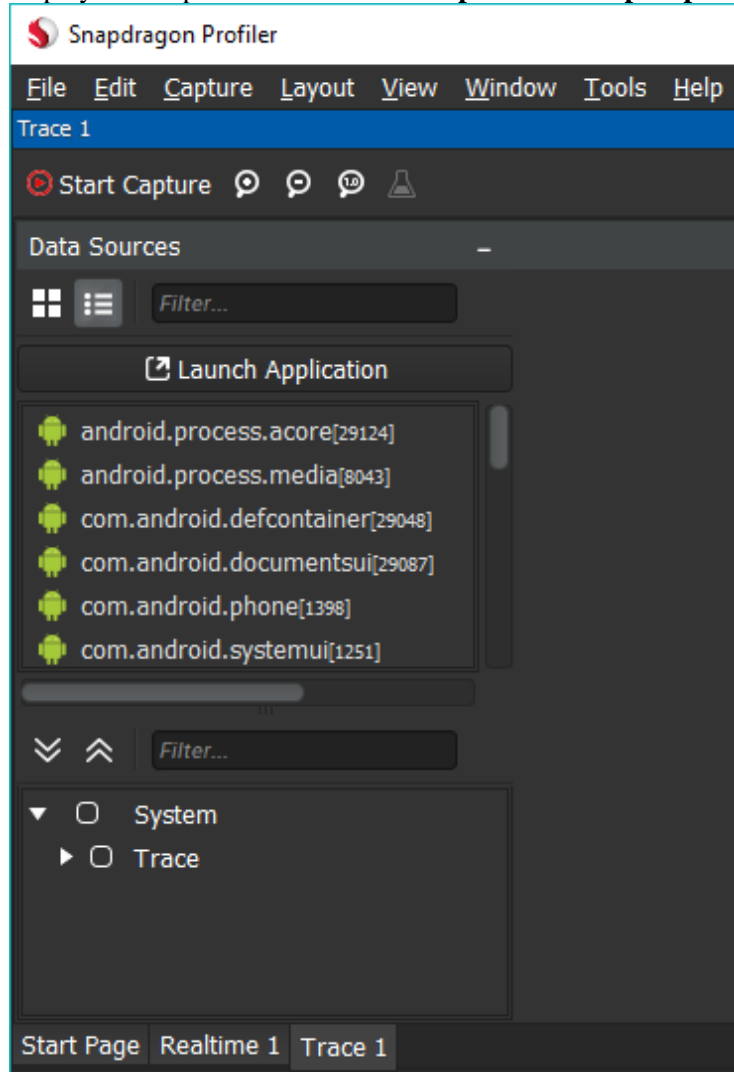 Snapdragon Profiler
File Edit Capture Layout View Window Tools Help
Trace 1
Start Capture 1.0
Data Sources –
Filter...
Launch Application
android.process.acore[29124]
android.process.media[8043]
com.android.defcontainer[29048]
com.android.documentsui[29087]
com.android.phone[1398]
com.android.systemui[1251]
Filter...
System
Trace
Start Page Realtime 1 Trace 1